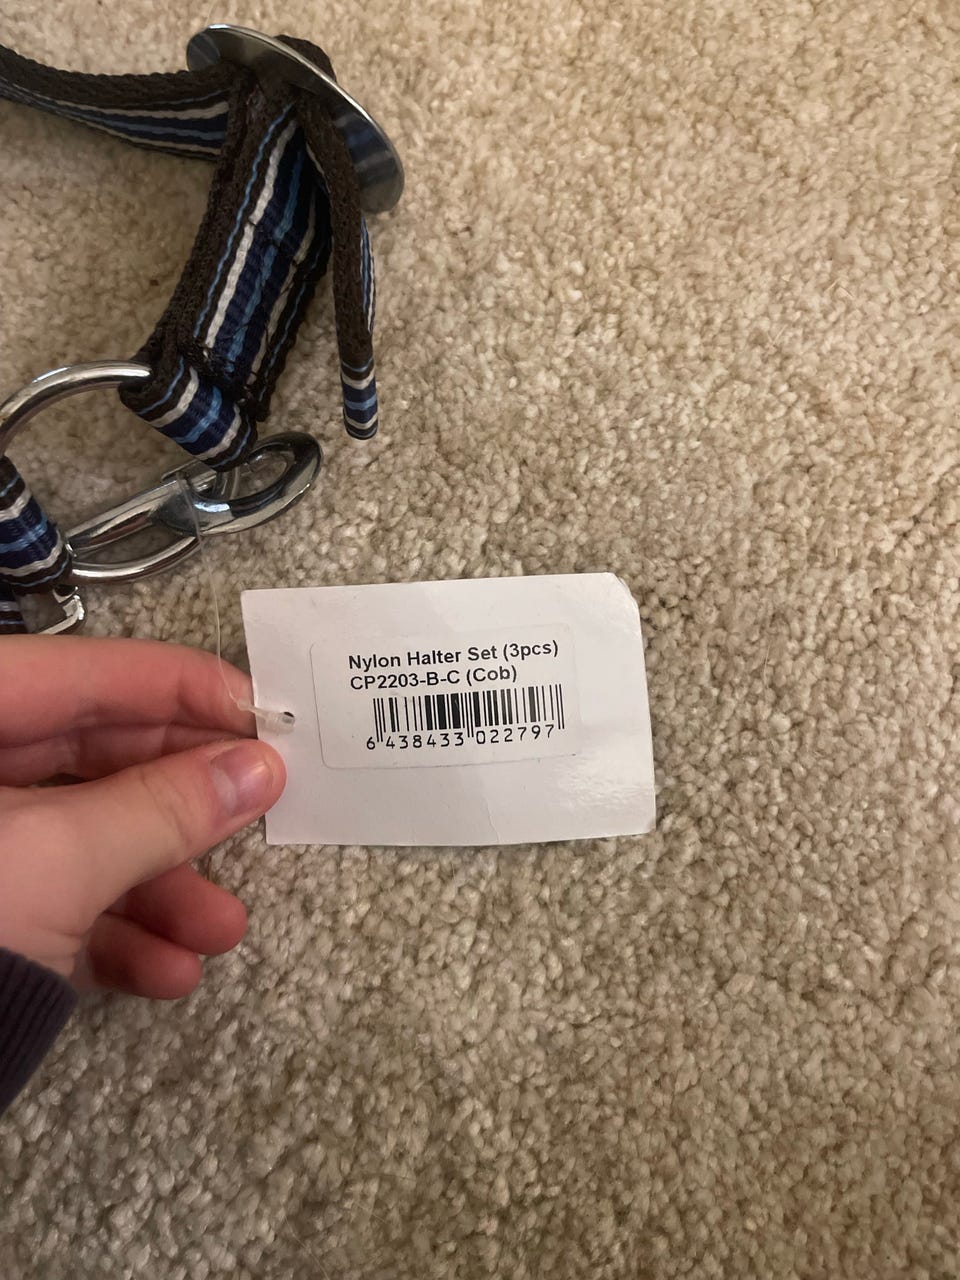 Nylon Halter Set (3pcs)
CP2203-B-C (Cob)
6 438433 022797